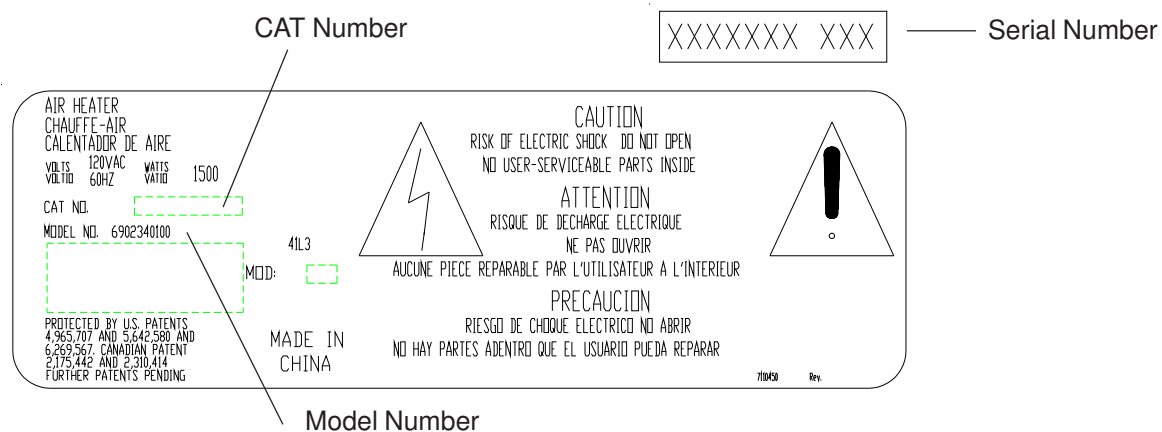 CAT Number
XXXXXXX XXX
Serial Number
AIR HEATER
CHAUFFE-AIR
CALENTADOR DE AIRE
VOLTS 120VAC WATTS 1500
VOLTIO 60HZ VATIO
CAT NO.
MODEL NO. 6902340100
41L3
MOD:
PROTECTED BY U.S. PATENTS
4,965,707 AND 5,642,580 AND
6,269,567. CANADIAN PATENT
2,175,442 AND 2,310,414
FURTHER PATENTS PENDING
MADE IN
CHINA
CAUTION
RISK OF ELECTRIC SHOCK DO NOT OPEN
NO USER-SERVICEABLE PARTS INSIDE
ATTENTION
RISQUE DE DECHARGE ELECTRIQUE
NE PAS OUVRIR
AUCUNE PIECE REPARABLE PAR L'UTILISATEUR A L'INTERIEUR
PRECAUCION
RIESGO DE CHOQUE ELECTRICO NO ABRIR
NO HAY PARTES ADENTRO QUE EL USUARIO PUEDA REPARAR
Rev.
Model Number